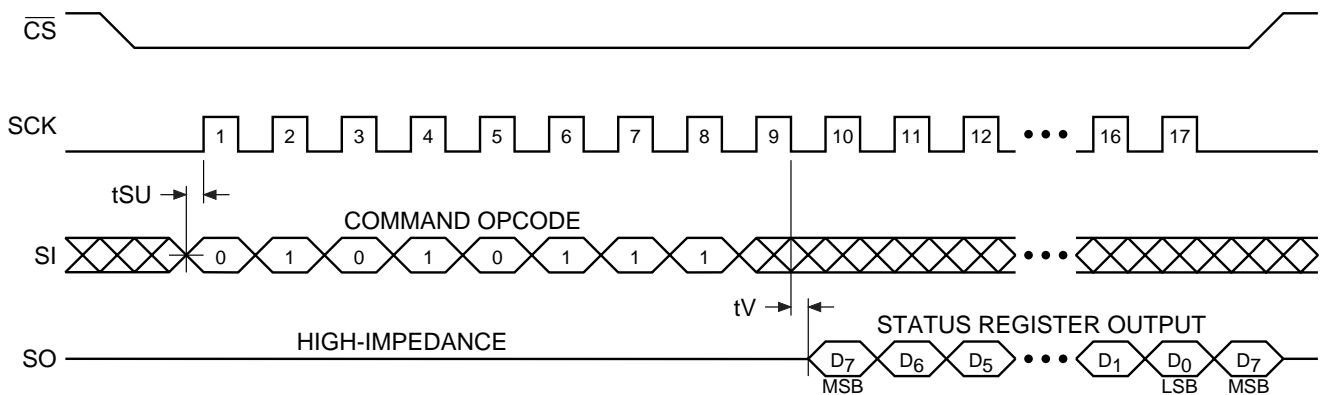 CS
SCK
1 2 3 4 5 6 7 8 9 10 11 12 ••• 16 17
tSU
COMMAND OPCODE
SI
0 1 0 1 0 1 1 1 •••
tV
STATUS REGISTER OUTPUT
HIGH-IMPEDANCE
SO
D7 D6 D5 ••• D1 D0 D7
MSB LSB MSB